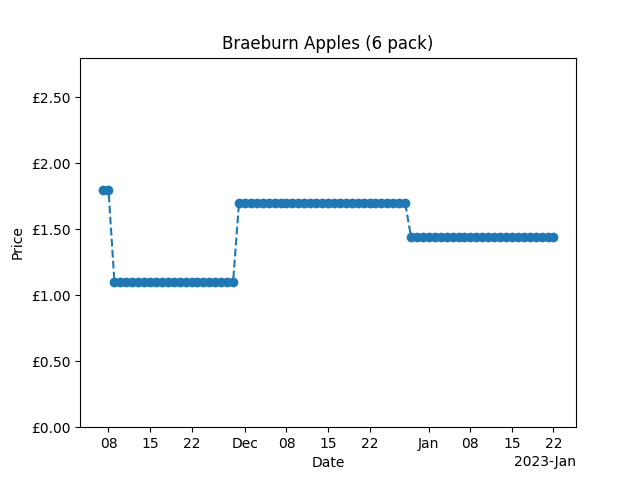 Braeburn Apples (6 pack)
£2.50
£2.00
£1.50
£1.00
£0.50
£0.00
Price
08 15 22 Dec 08 15 22 Jan 08 15 22
Date
2023-Jan